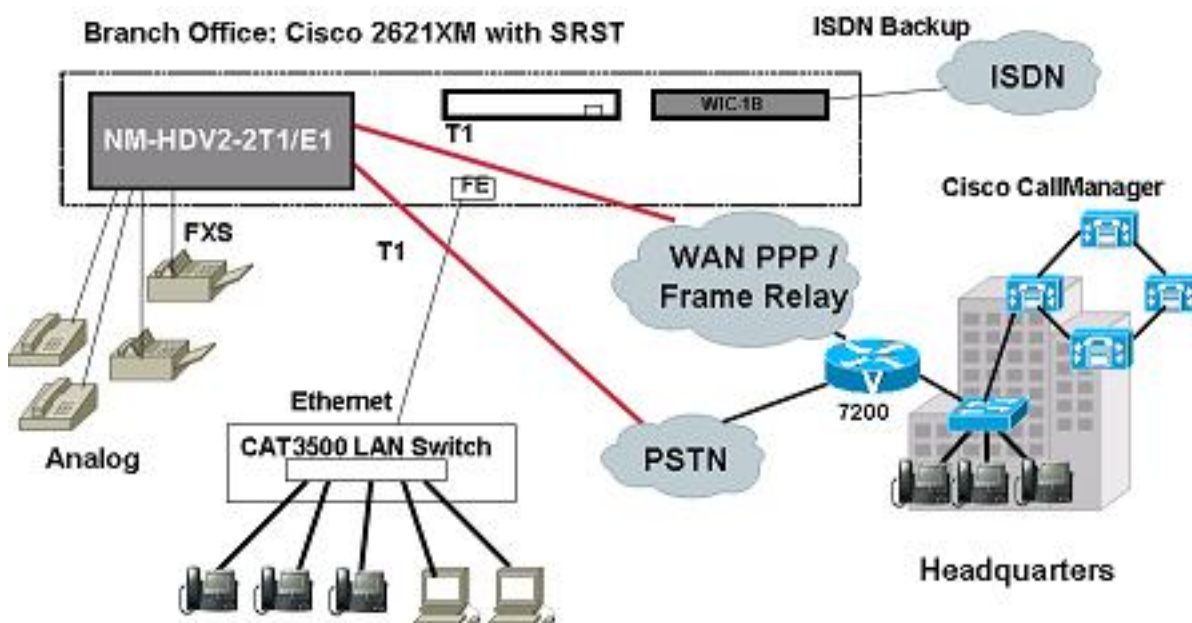 Branch Office: Cisco 2621XM with SRST
ISDN Backup
ISDN
WIC-1B
NM-HDV2-2T1/E1
T1
FE
Cisco CallManager
FXS
T1
WAN PPP /
Frame Relay
V
7200
Ethernet
CAT3500 LAN Switch
Analog
PSTN
Headquarters